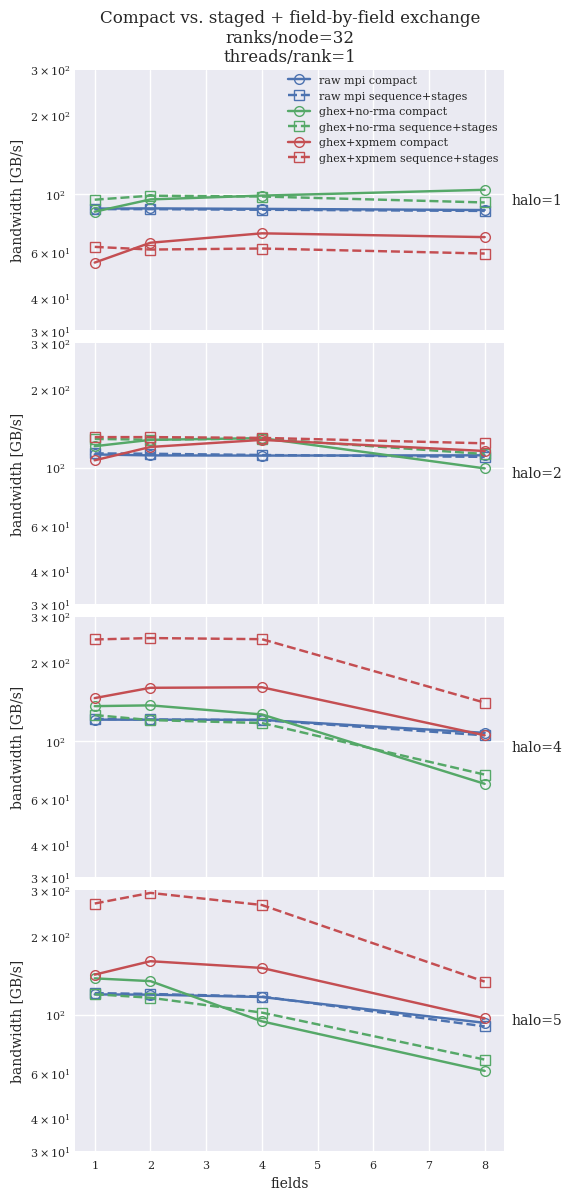 Compact vs. staged + field-by-field exchange
ranks/node=32
threads/rank=1
3 × 10²
2 × 10²
10²
6 × 10¹
4 × 10¹
3 × 10¹
bandwidth [GB/s]
raw mpi compact
raw mpi sequence+stages
ghex+no-rma compact
ghex+no-rma sequence+stages
ghex+xpmem compact
ghex+xpmem sequence+stages
halo=1
3 × 10²
2 × 10²
10²
6 × 10¹
4 × 10¹
3 × 10¹
bandwidth [GB/s]
halo=2
3 × 10²
2 × 10²
10²
6 × 10¹
4 × 10¹
3 × 10¹
bandwidth [GB/s]
halo=4
3 × 10²
2 × 10²
10²
6 × 10¹
4 × 10¹
3 × 10¹
bandwidth [GB/s]
halo=5
1 2 3 4 5 6 7 8
fields